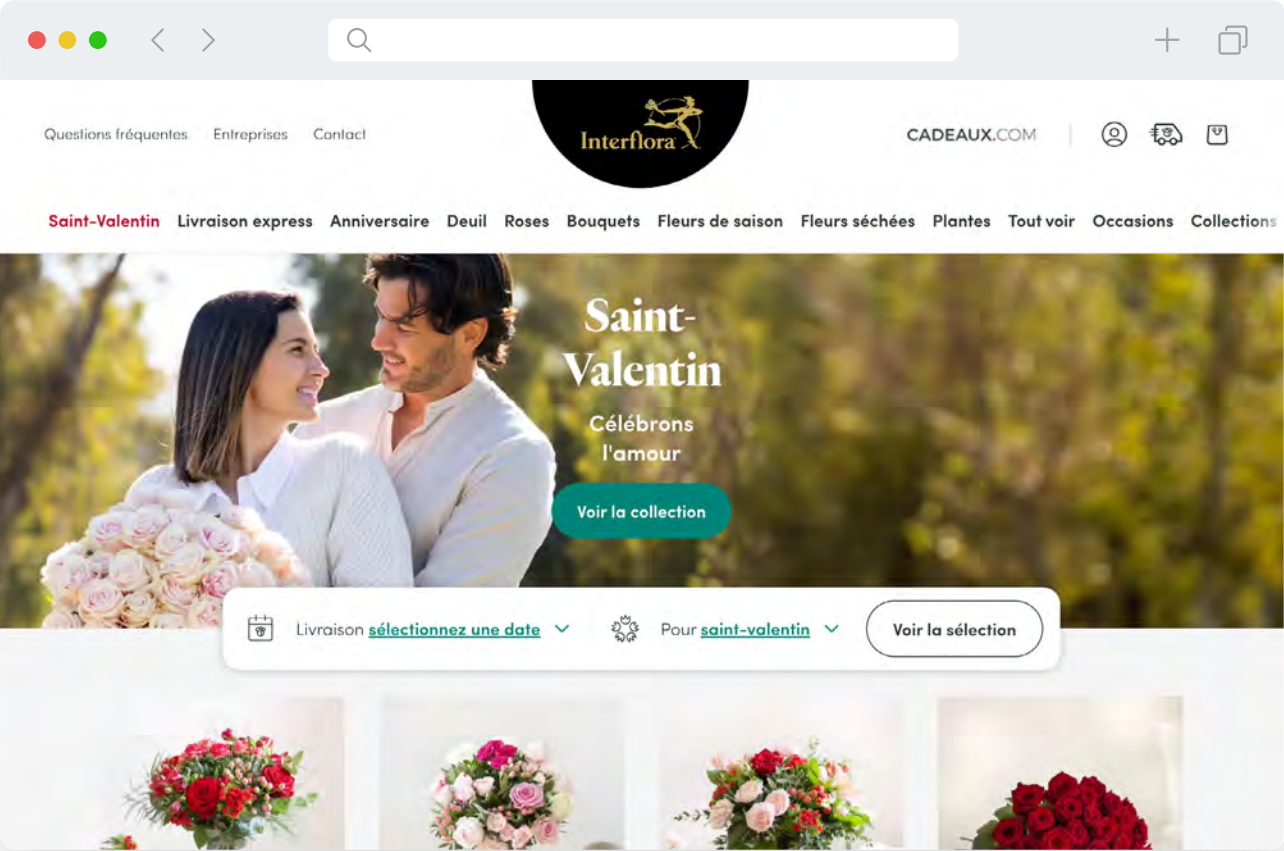 Questions fréquentes Entreprises Contact
Interflora
CADEAUX.COM
Saint-Valentin Livraison express Anniversaire Deuil Roses Bouquets Fleurs de saison Fleurs séchées Plantes Tout voir Occasions Collections
Saint-
Valentin
Célébrons
l'amour
Voir la collection
Livraison sélectionnez une date
Pour saint-valentin
Voir la sélection